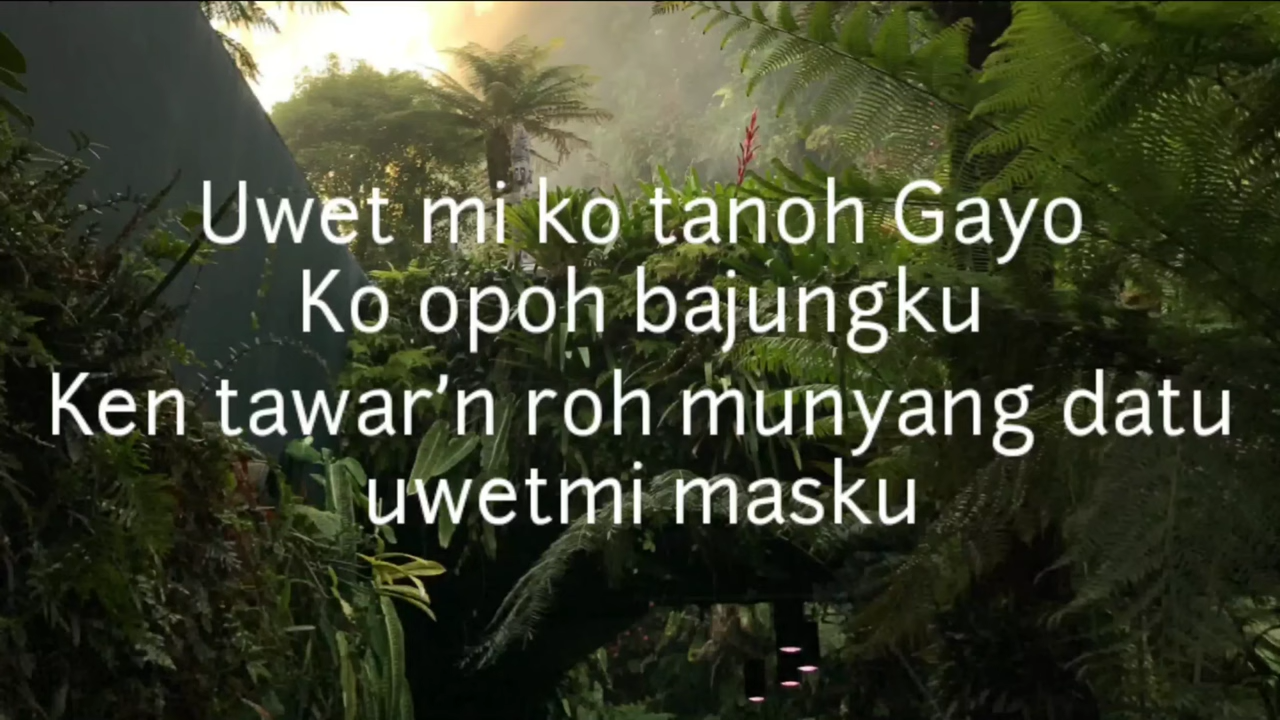 Uwet mi ko tanoh Gayo
Ko opoh bajungku
Ken tawar’n roh munyang datu
uwetmi masku